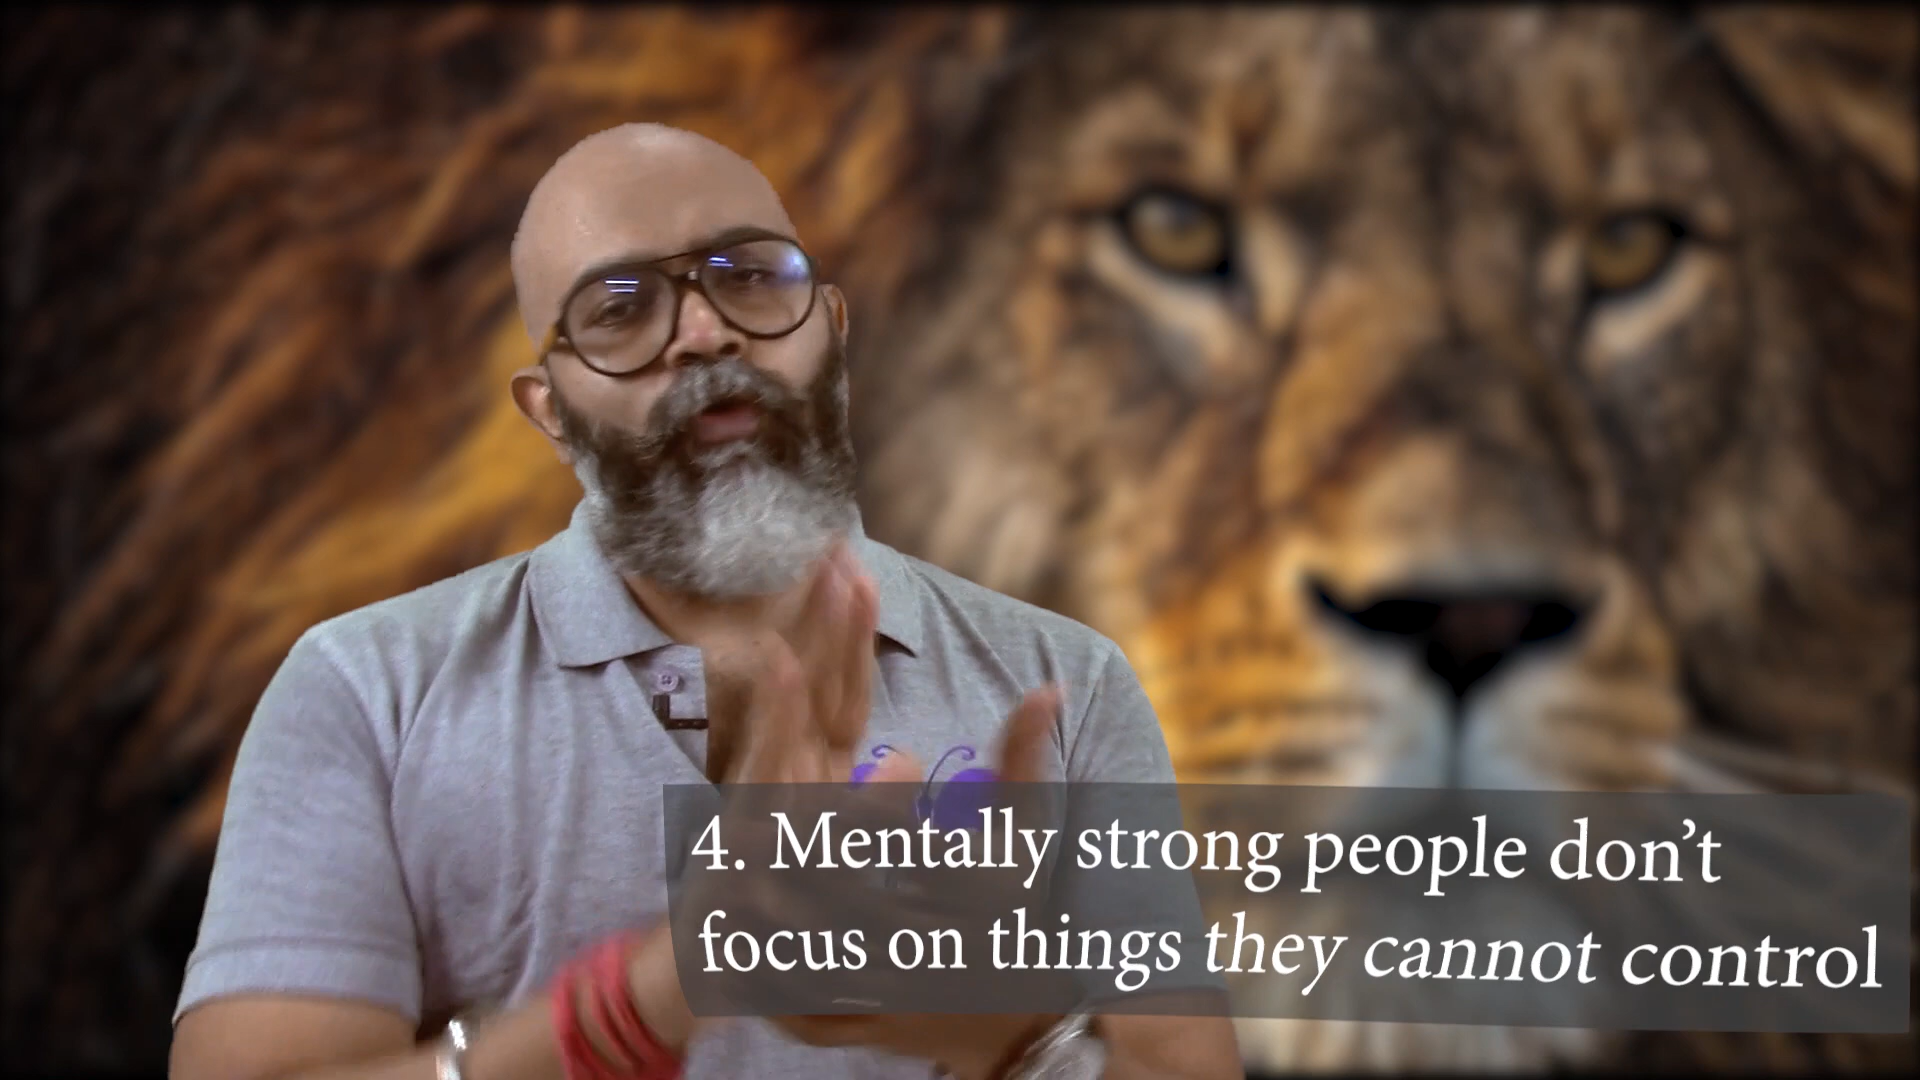 4. Mentally strong people don’t
focus on things they cannot control